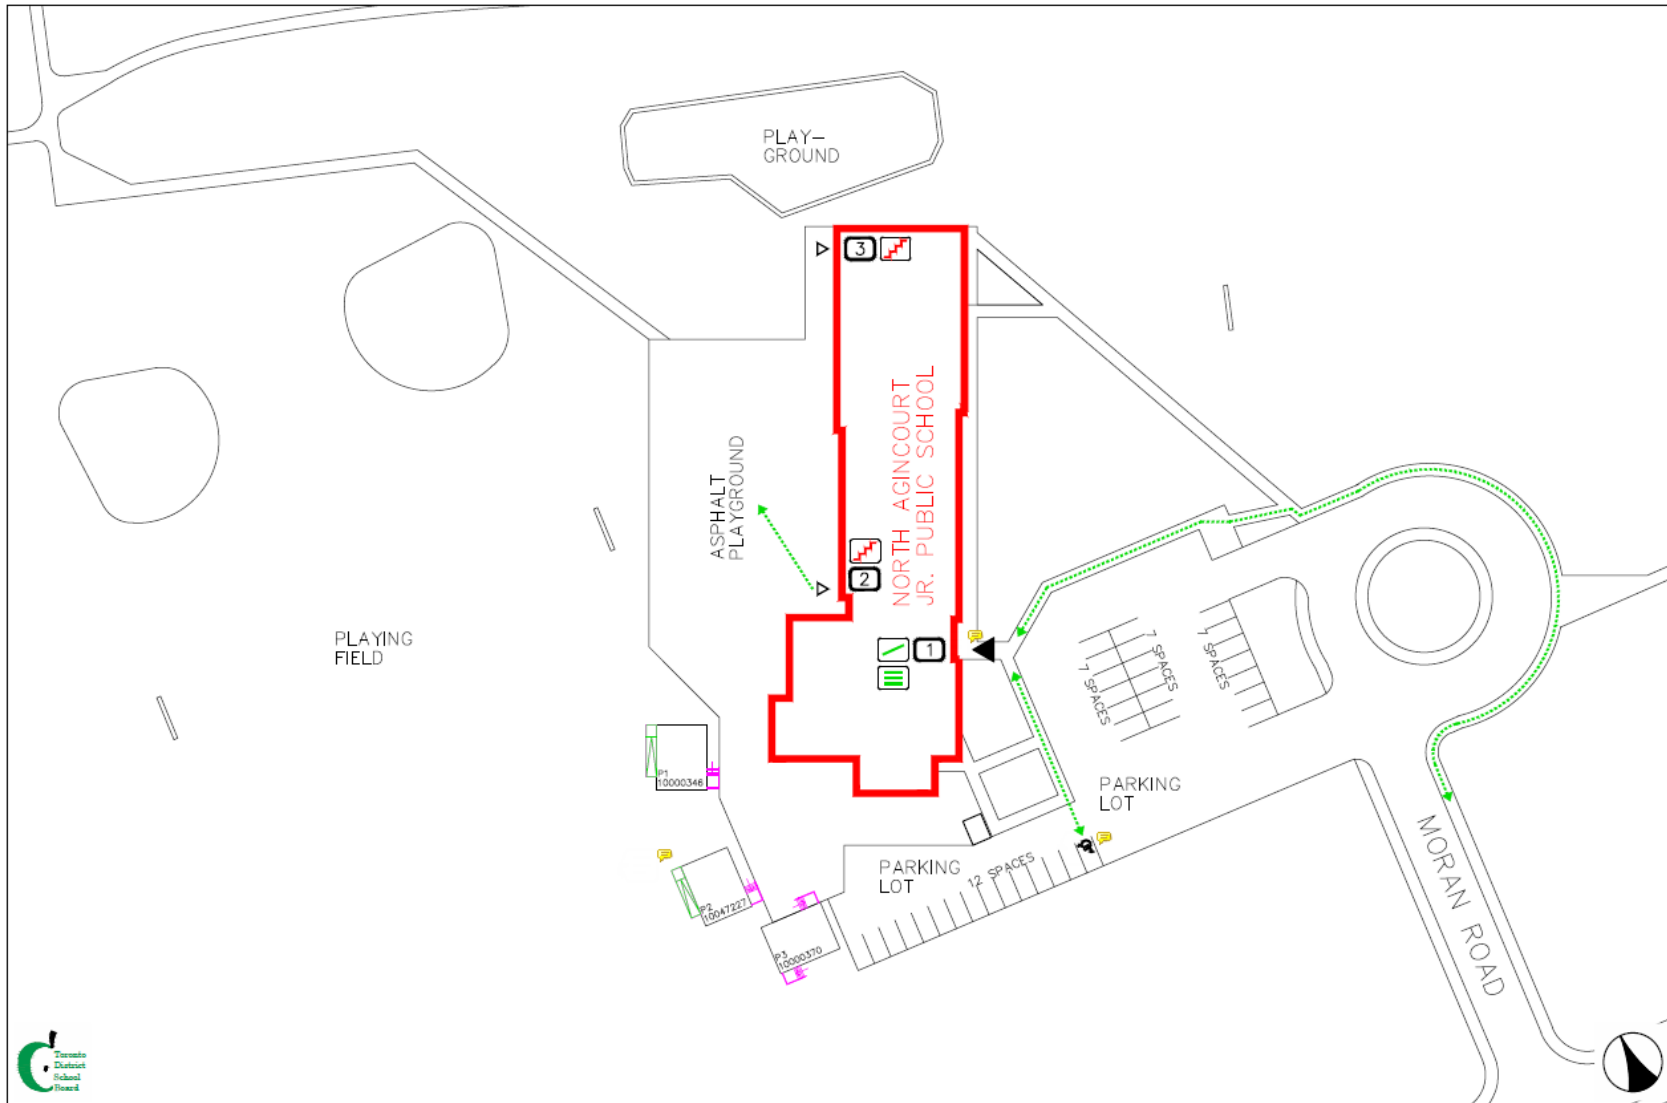 PLAY-
GROUND
3
NORTH AGINCOURT
JR. PUBLIC SCHOOL
ASPHALT
PLAYGROUND
2
1
PLAYING
FIELD
7 SPACES
7 SPACES
7 SPACES
P1
10000346
PARKING
LOT
PARKING
LOT
12 SPACES
P2
10047227
P3
10000370
MORAN ROAD
Toronto
District
School
Board